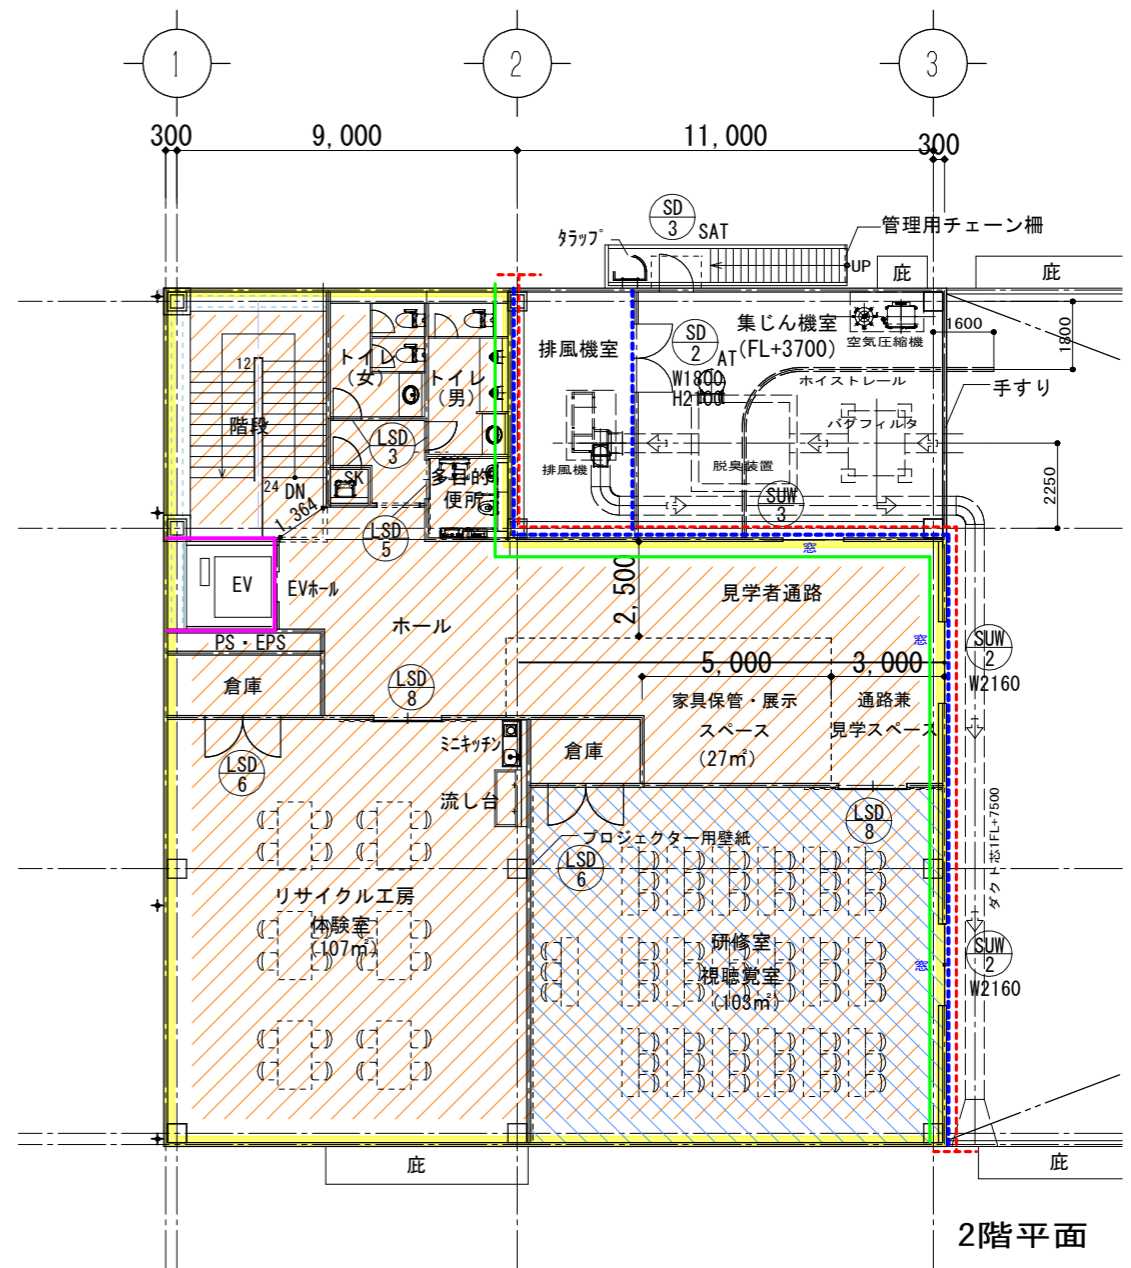 1
2
3
300
9,000
11,000
300
SD
3
SAT
ﾀﾗｯﾌﾟ
管理用チェーン柵
UP
庇
庇
集じん機室
(FL+3700)
空気圧縮機
1600
1800
排風機室
SD
2
AT
W1800
H2100
ホイストレール
手すり
トイレ
(女)
トイレ
(男)
12
階段
バグフィルタ
LSD
3
排風機
脱臭装置
2250
SK
多目的
便所
24
DN
1,364
SUW
3
LSD
5
窓
EV
EVﾎｰﾙ
2,500
見学者通路
ホール
窓
SUW
2
W2160
PS・EPS
倉庫
LSD
8
5,000
3,000
家具保管・展示
スペース
(27㎡)
通路兼
見学スペース
ﾐﾆｷｯﾁﾝ
倉庫
LSD
6
流し台
LSD
8
ダクト芯1FL+7500
プロジェクター用壁紙
LSD
6
リサイクル工房
体験室
(107㎡)
研修室
視聴覚室
(103㎡)
窓
SUW
2
W2160
庇
庇
2階平面